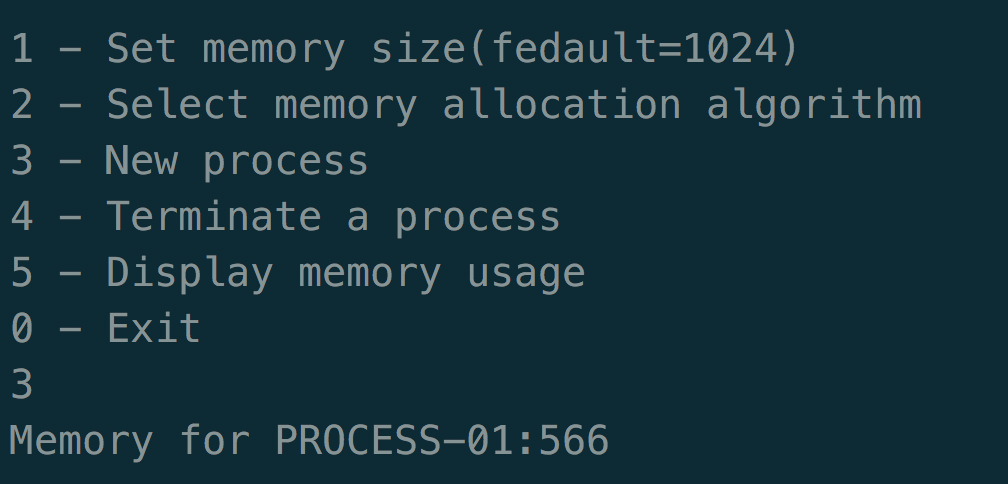 1 - Set memory size(fedault=1024)
2 - Select memory allocation algorithm
3 - New process
4 - Terminate a process
5 - Display memory usage
0 - Exit
3
Memory for PROCESS-01:566